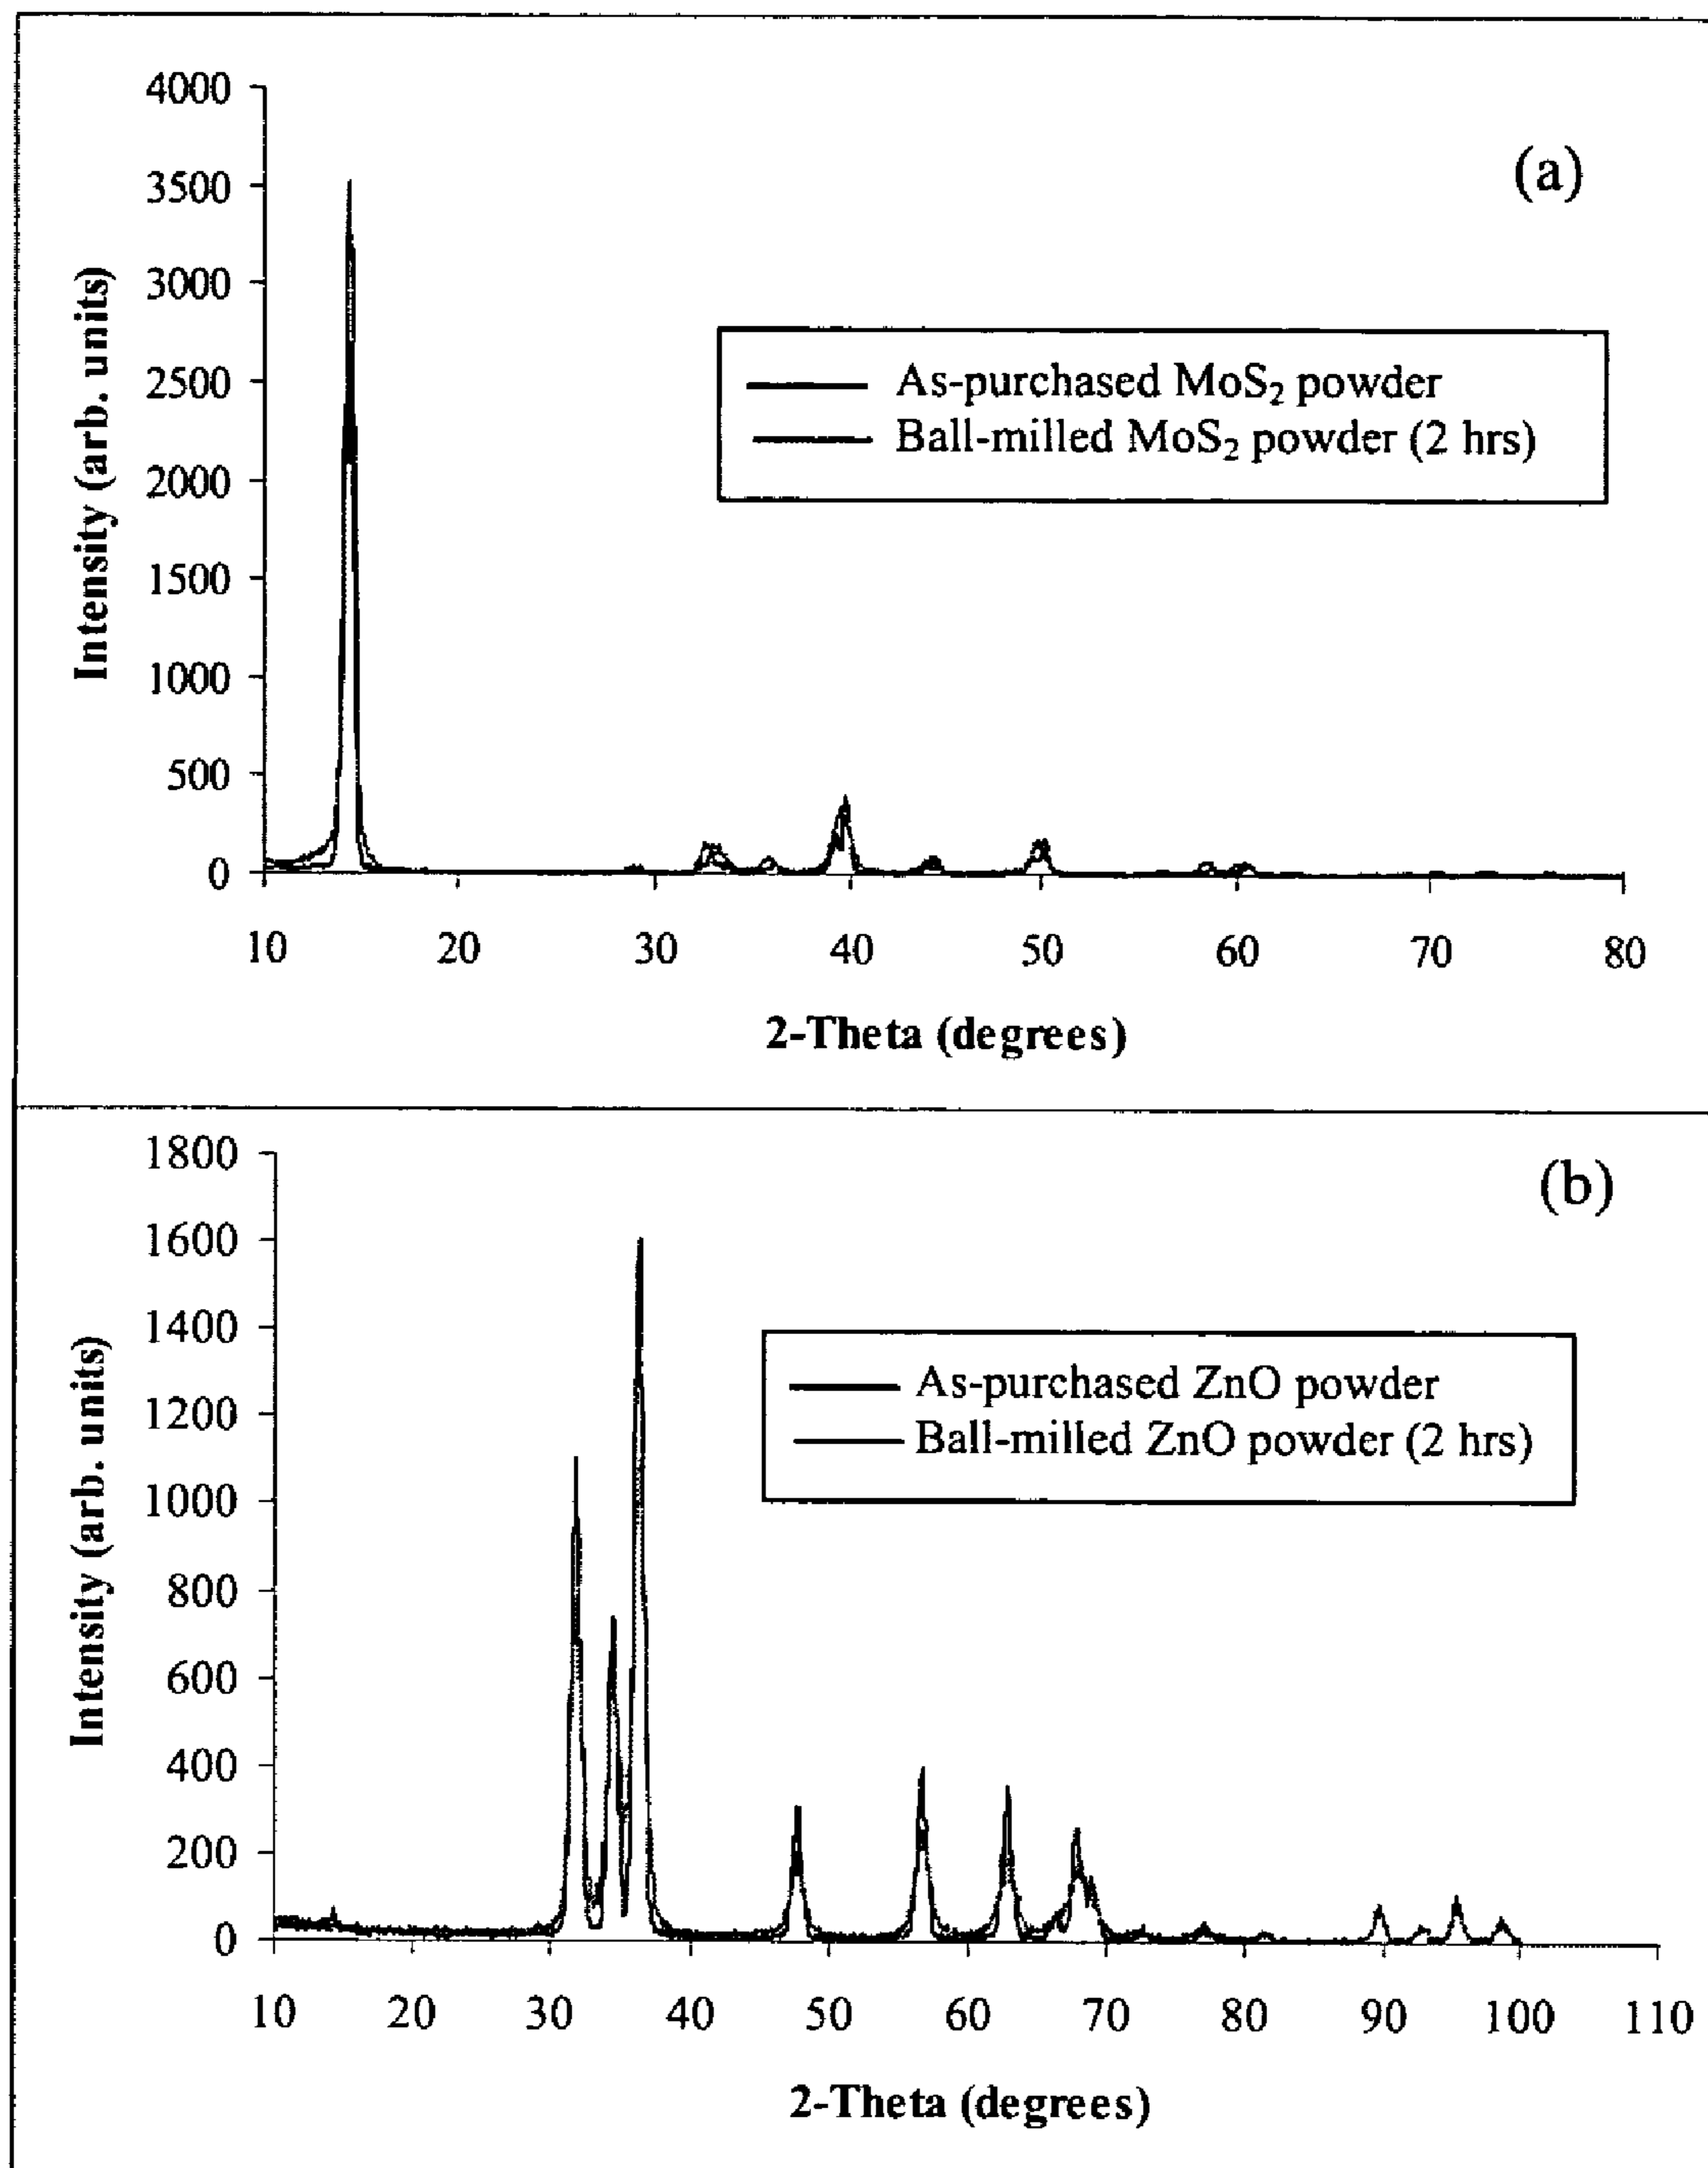 (a)
4000
3500
3000
2500
2000
1500
1000
500
0
Intensity (arb. units)
As-purchased MoS₂ powder
Ball-milled MoS₂ powder (2 hrs)
10 20 30 40 50 60 70 80
2-Theta (degrees)
(b)
1800
1600
1400
1200
1000
800
600
400
200
0
Intensity (arb. units)
As-purchased ZnO powder
Ball-milled ZnO powder (2 hrs)
10 20 30 40 50 60 70 80 90 100 110
2-Theta (degrees)